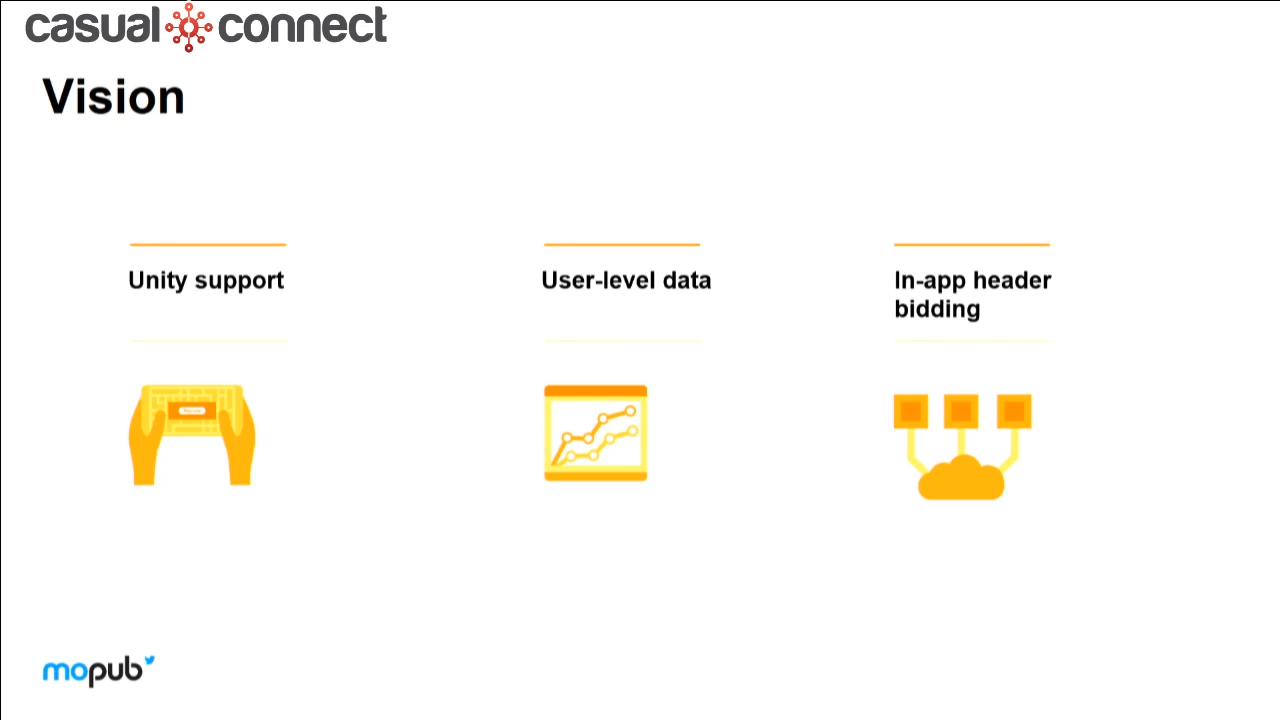 casual connect
Vision
Unity support
User-level data
In-app header
bidding
mopub